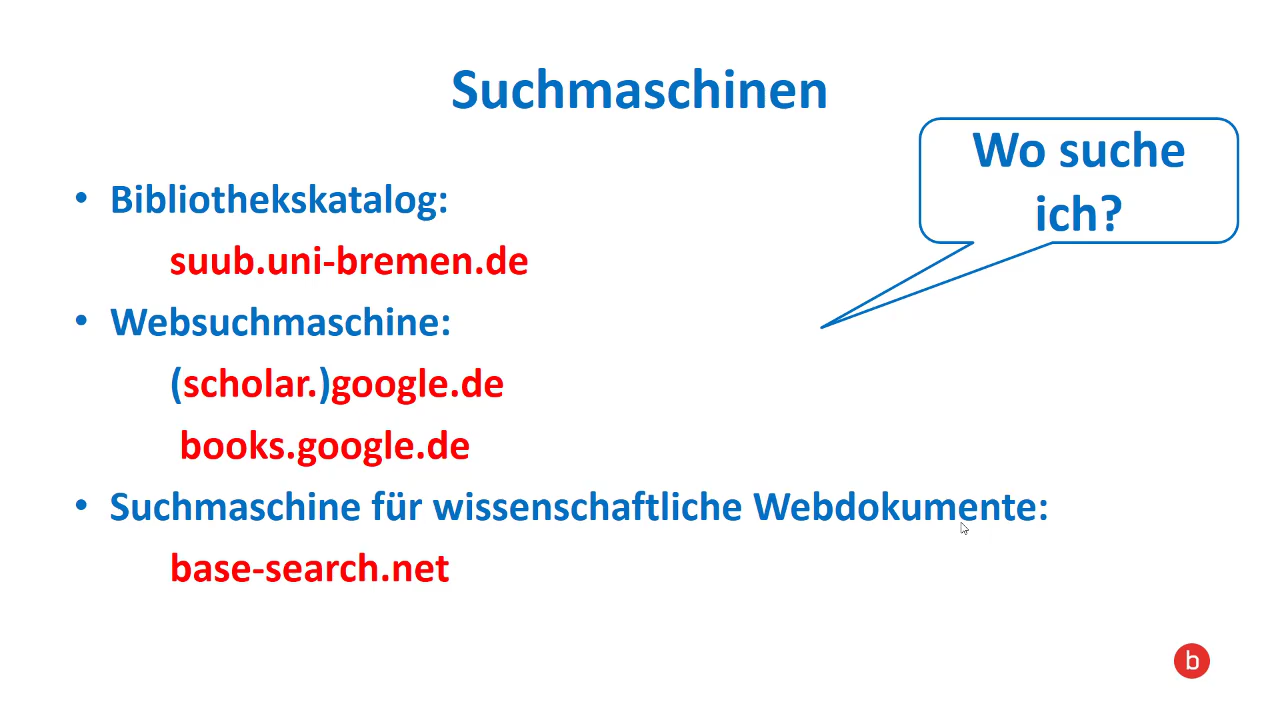 Suchmaschinen
Wo suche
ich?
• Bibliothekskatalog:
suub.uni-bremen.de
• Websuchmaschine:
(scholar.)google.de
books.google.de
• Suchmaschine für wissenschaftliche Webdokumente:
base-search.net
b